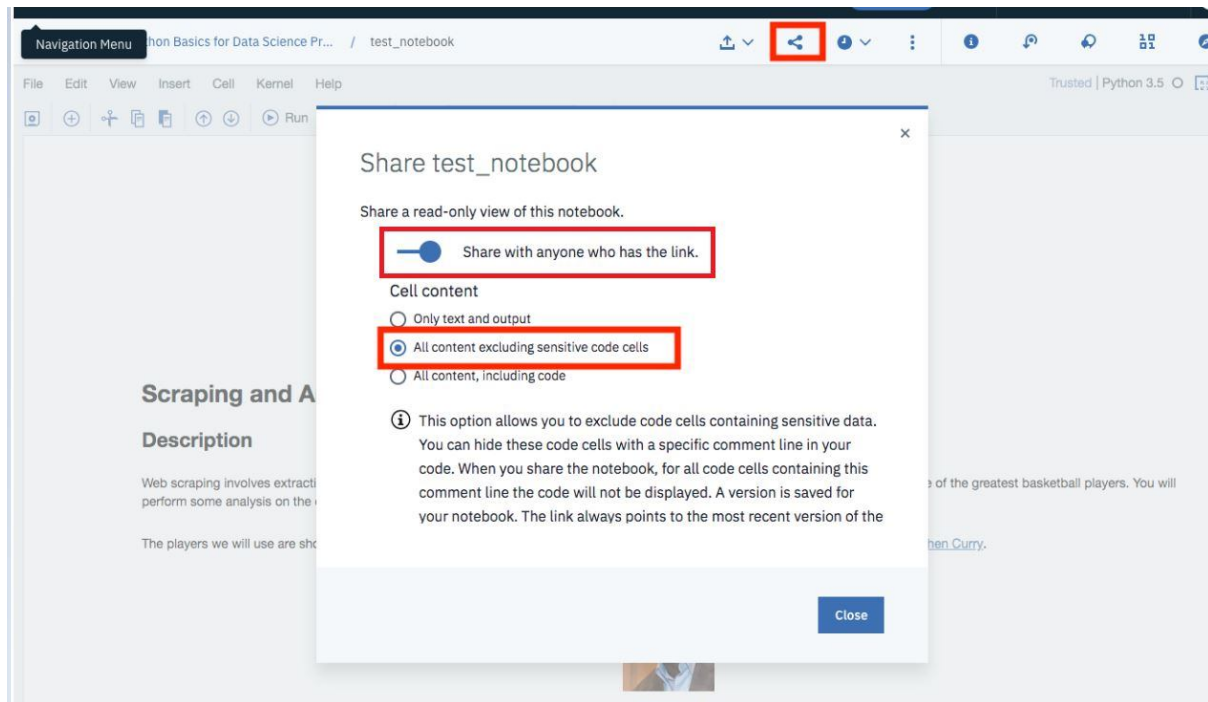 Navigation Menu
hon Basics for Data Science Pr... / test_notebook
File Edit View Insert Cell Kernel Help
Trusted | Python 3.5
Run
Share test_notebook
Share a read-only view of this notebook.
Share with anyone who has the link.
Cell content
Only text and output
All content excluding sensitive code cells
All content, including code
This option allows you to exclude code cells containing sensitive data.
You can hide these code cells with a specific comment line in your
code. When you share the notebook, for all code cells containing this
comment line the code will not be displayed. A version is saved for
your notebook. The link always points to the most recent version of the
Close
Scraping and A
Description
Web scraping involves extracti
of the greatest basketball players. You will
perform some analysis on the
The players we will use are sho
hen Curry.